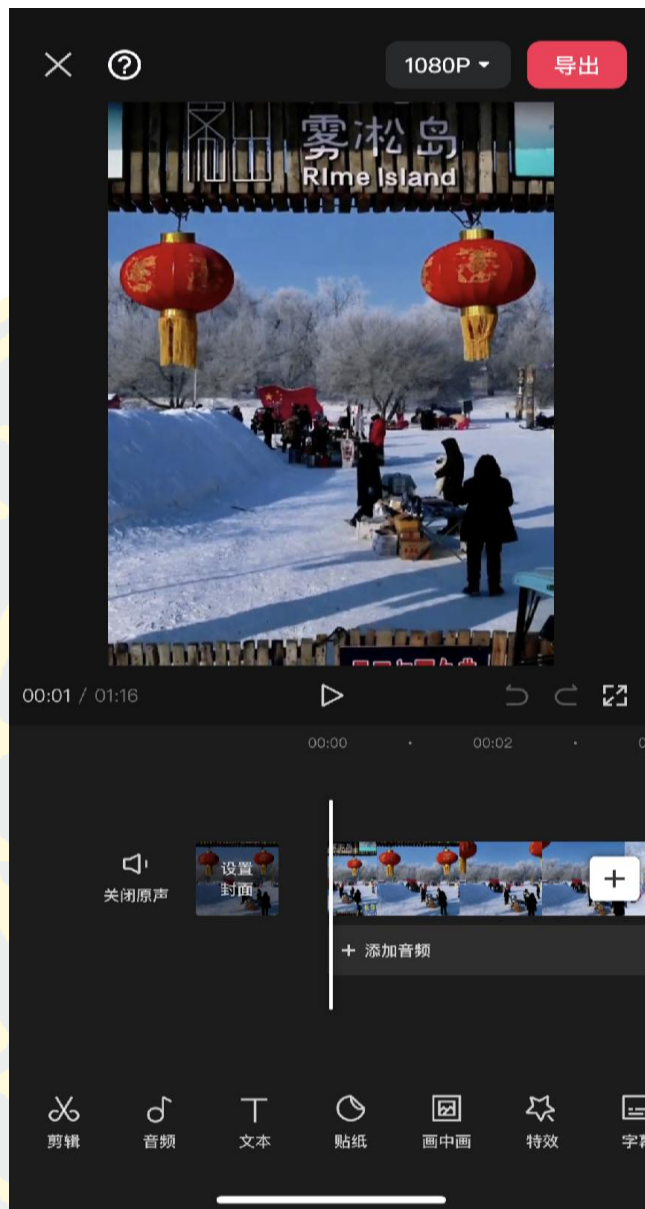 1080P
导出
雾凇岛
RIme Island
00:01 / 01:16
00:00
00:02
关闭原声
设置
封面
+ 添加音频
剪辑
音频
文本
贴纸
画中画
特效
字幕